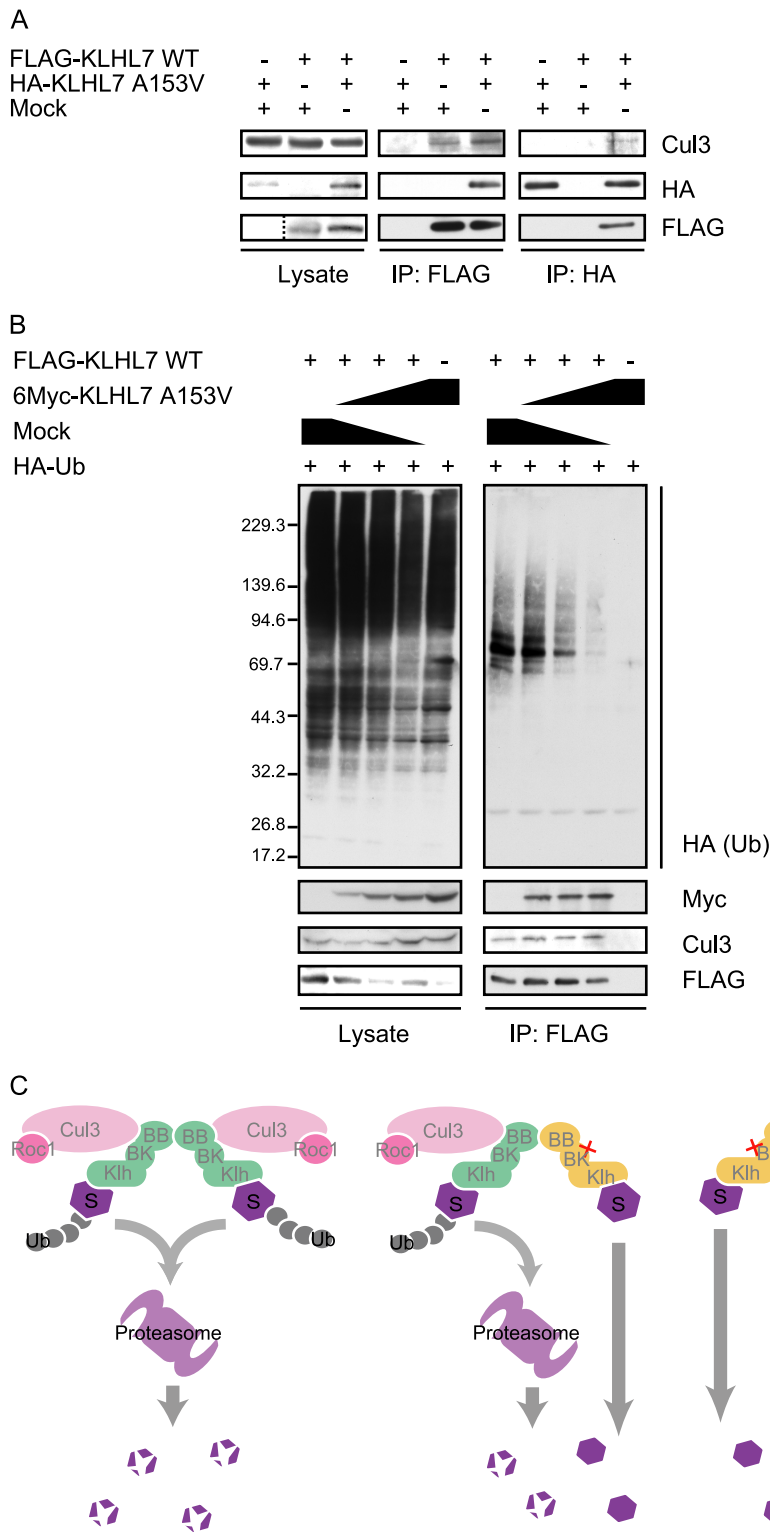 A
FLAG-KLHL7 WT - + + - + + - + +
HA-KLHL7 A153V + - + + - + + - +
Mock + + - + + - + + -
Cul3
HA
FLAG
Lysate IP: FLAG IP: HA
B
FLAG-KLHL7 WT + + + + - + + + + -
6Myc-KLHL7 A153V
Mock
HA-Ub + + + + + + + + + +
229.3
139.6
94.6
69.7
44.3
32.2
26.8
17.2
HA (Ub)
Myc
Cul3
FLAG
Lysate IP: FLAG
C
Cul3 BB BB Cul3 Cul3 BB BB
Roc1 BK BK Roc1 Roc1 BK BK B
Klh Klh Klh Klh Klh
S S S S S
Ub Ub Ub
Proteasome Proteasome